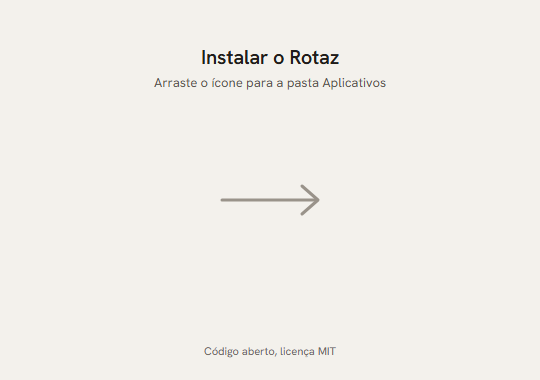 Instalar o Rotaz
Arraste o ícone para a pasta Aplicativos
Código aberto, licença MIT